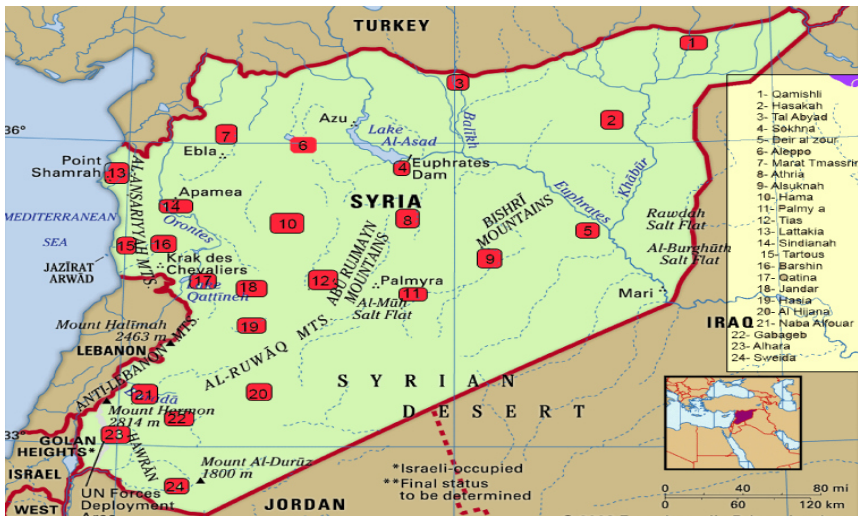 TURKEY
1
3
2
Azu
7
36°
Ebla
6
Lake
Al-Asad
Balīkh
Point
Shamrah
13
4
Euphrates
Dam
Khābūr
AL-ANSARIYYAH MTS
Apamea
14
SYRIA
Euphrates
BISHRĪ
MOUNTAINS
MEDITERRANEAN
SEA
Orontes
10
8
5
Rawdah
Salt Flat
15
16
9
Al-Burghūth
Salt Flat
JAZĪRAT
ARWĀD
Krak des
Chevaliers
ABU RUJMAYN
MOUNTAINS
17
Qattīnen
18
12
Palmyra
11
Al-Mūh
Salt Flat
Mari
Mount Halīmah
2463 m
19
IRAQ
LEBANON
ANTI-LEBANON MTS
AL-RUWĀQ MTS
SYRIAN
DESERT
21
20
Mount Hermon
2814 m
22
33°
GOLAN
HEIGHTS*
23
HAWRĀN
Mount Al-Durūz
1800 m
ISRAEL
24
*Israeli-occupied
**Final status
to be determined
UN Forces
Deployment
WEST
JORDAN
0 40 80 mi
0 60 120 km
1- Qamishli
2- Hasakah
3- Tal Abyad
4- Sokhna
5- Deir al zour
6- Aleppo
7- Marat Tmassrin
8- Athria
9- Alsuknah
10- Hama
11- Palmy a
12- Tias
13- Lattakia
14- Sindianah
15- Tartous
16- Barshin
17- Qatina
18- Jandar
19- Hasia
20- Al Hijana
21- Naba Alfouar
22- Gabageb
23- Alhara
24- Sweida